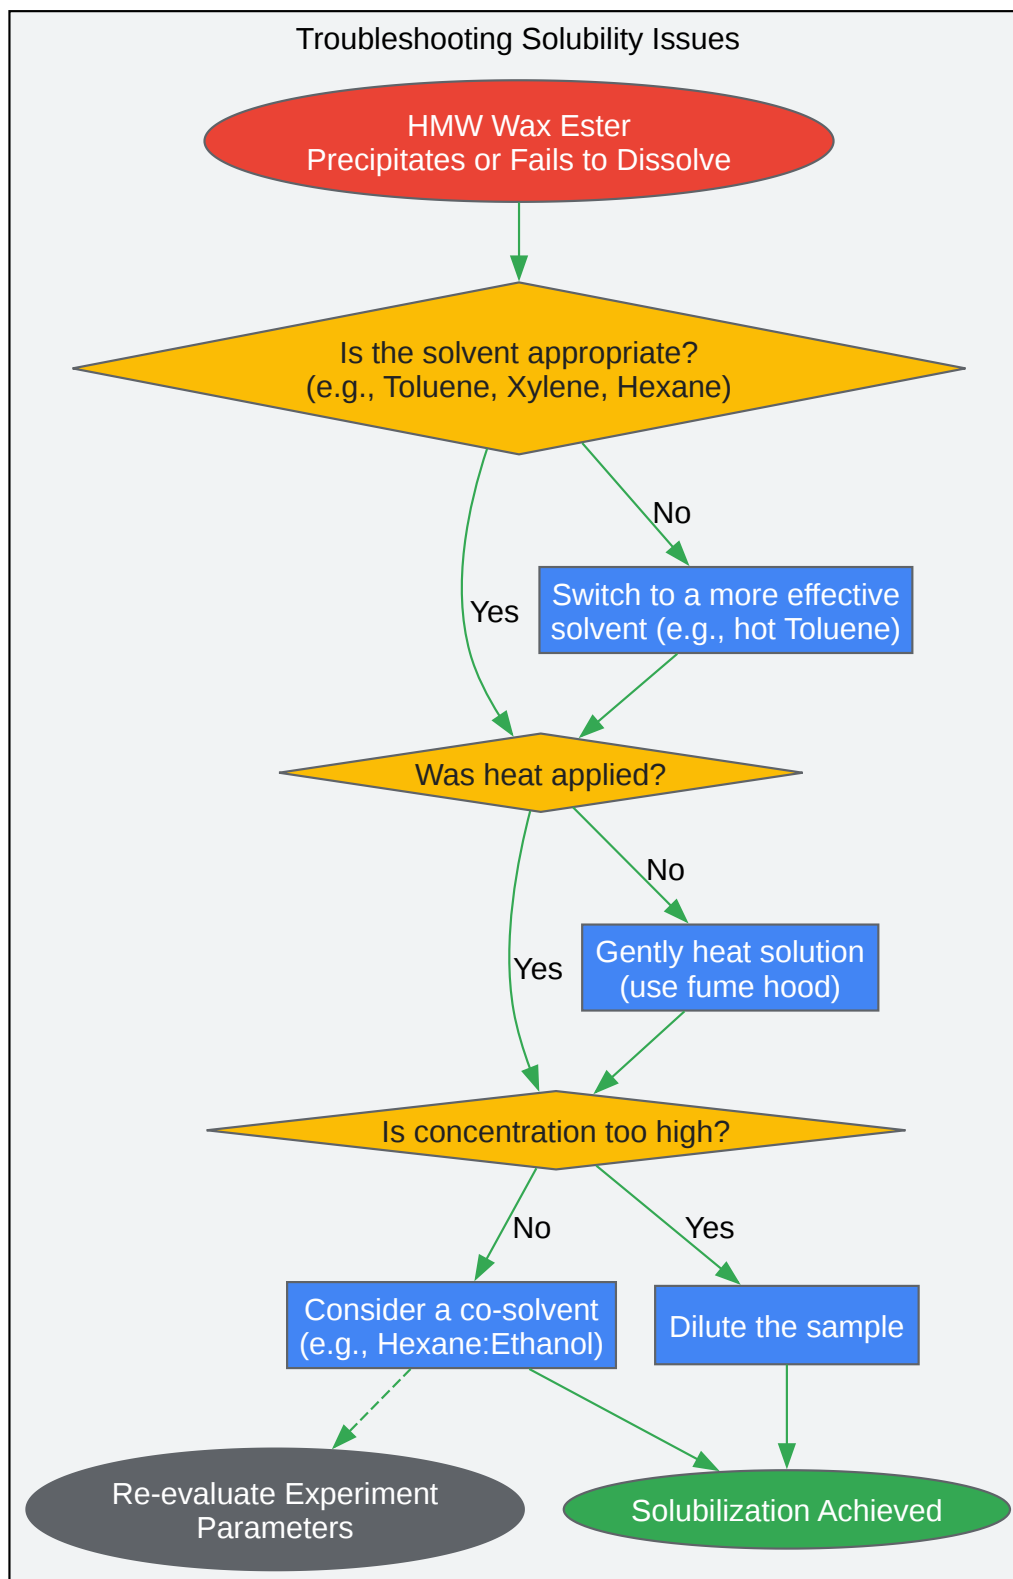 Troubleshooting Solubility Issues
HMW Wax Ester
Precipitates or Fails to Dissolve
Is the solvent appropriate?
(e.g., Toluene, Xylene, Hexane)
No
Switch to a more effective
solvent (e.g., hot Toluene)
Yes
Was heat applied?
No
Gently heat solution
(use fume hood)
Yes
Is concentration too high?
No
Yes
Consider a co-solvent
(e.g., Hexane:Ethanol)
Dilute the sample
Re-evaluate Experiment
Parameters
Solubilization Achieved